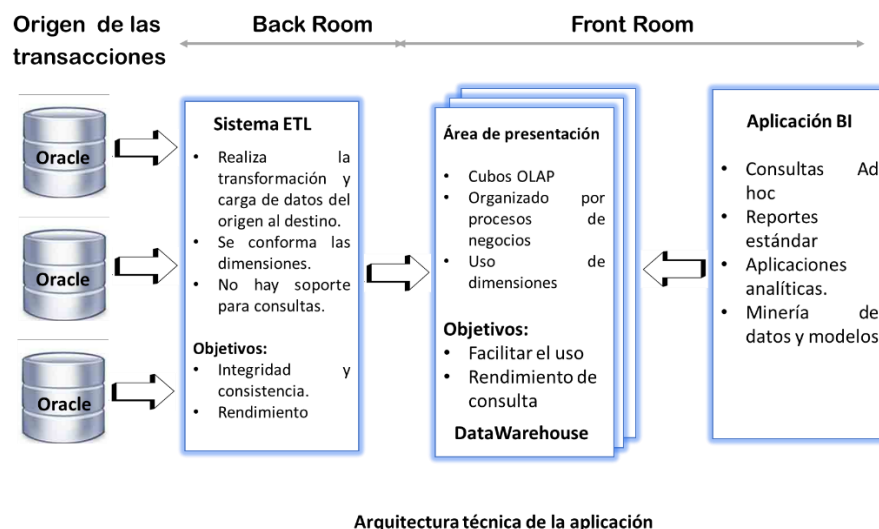 Origen de las
transacciones
Back Room
Front Room
Oracle
Oracle
Oracle
Sistema ETL
• Realiza la
transformación y
carga de datos del
origen al destino.
• Se conforma las
dimensiones.
• No hay soporte
para consultas.
Objetivos:
• Integridad y
consistencia.
• Rendimiento
Área de presentación
• Cubos OLAP
• Organizado por
procesos de
negocios
• Uso de
dimensiones
Objetivos:
• Facilitar el uso
• Rendimiento de
consulta
DataWarehouse
Aplicación BI
• Consultas Ad
hoc
• Reportes
estándar
• Aplicaciones
analíticas.
• Minería de
datos y modelos
Arquitectura técnica de la aplicación